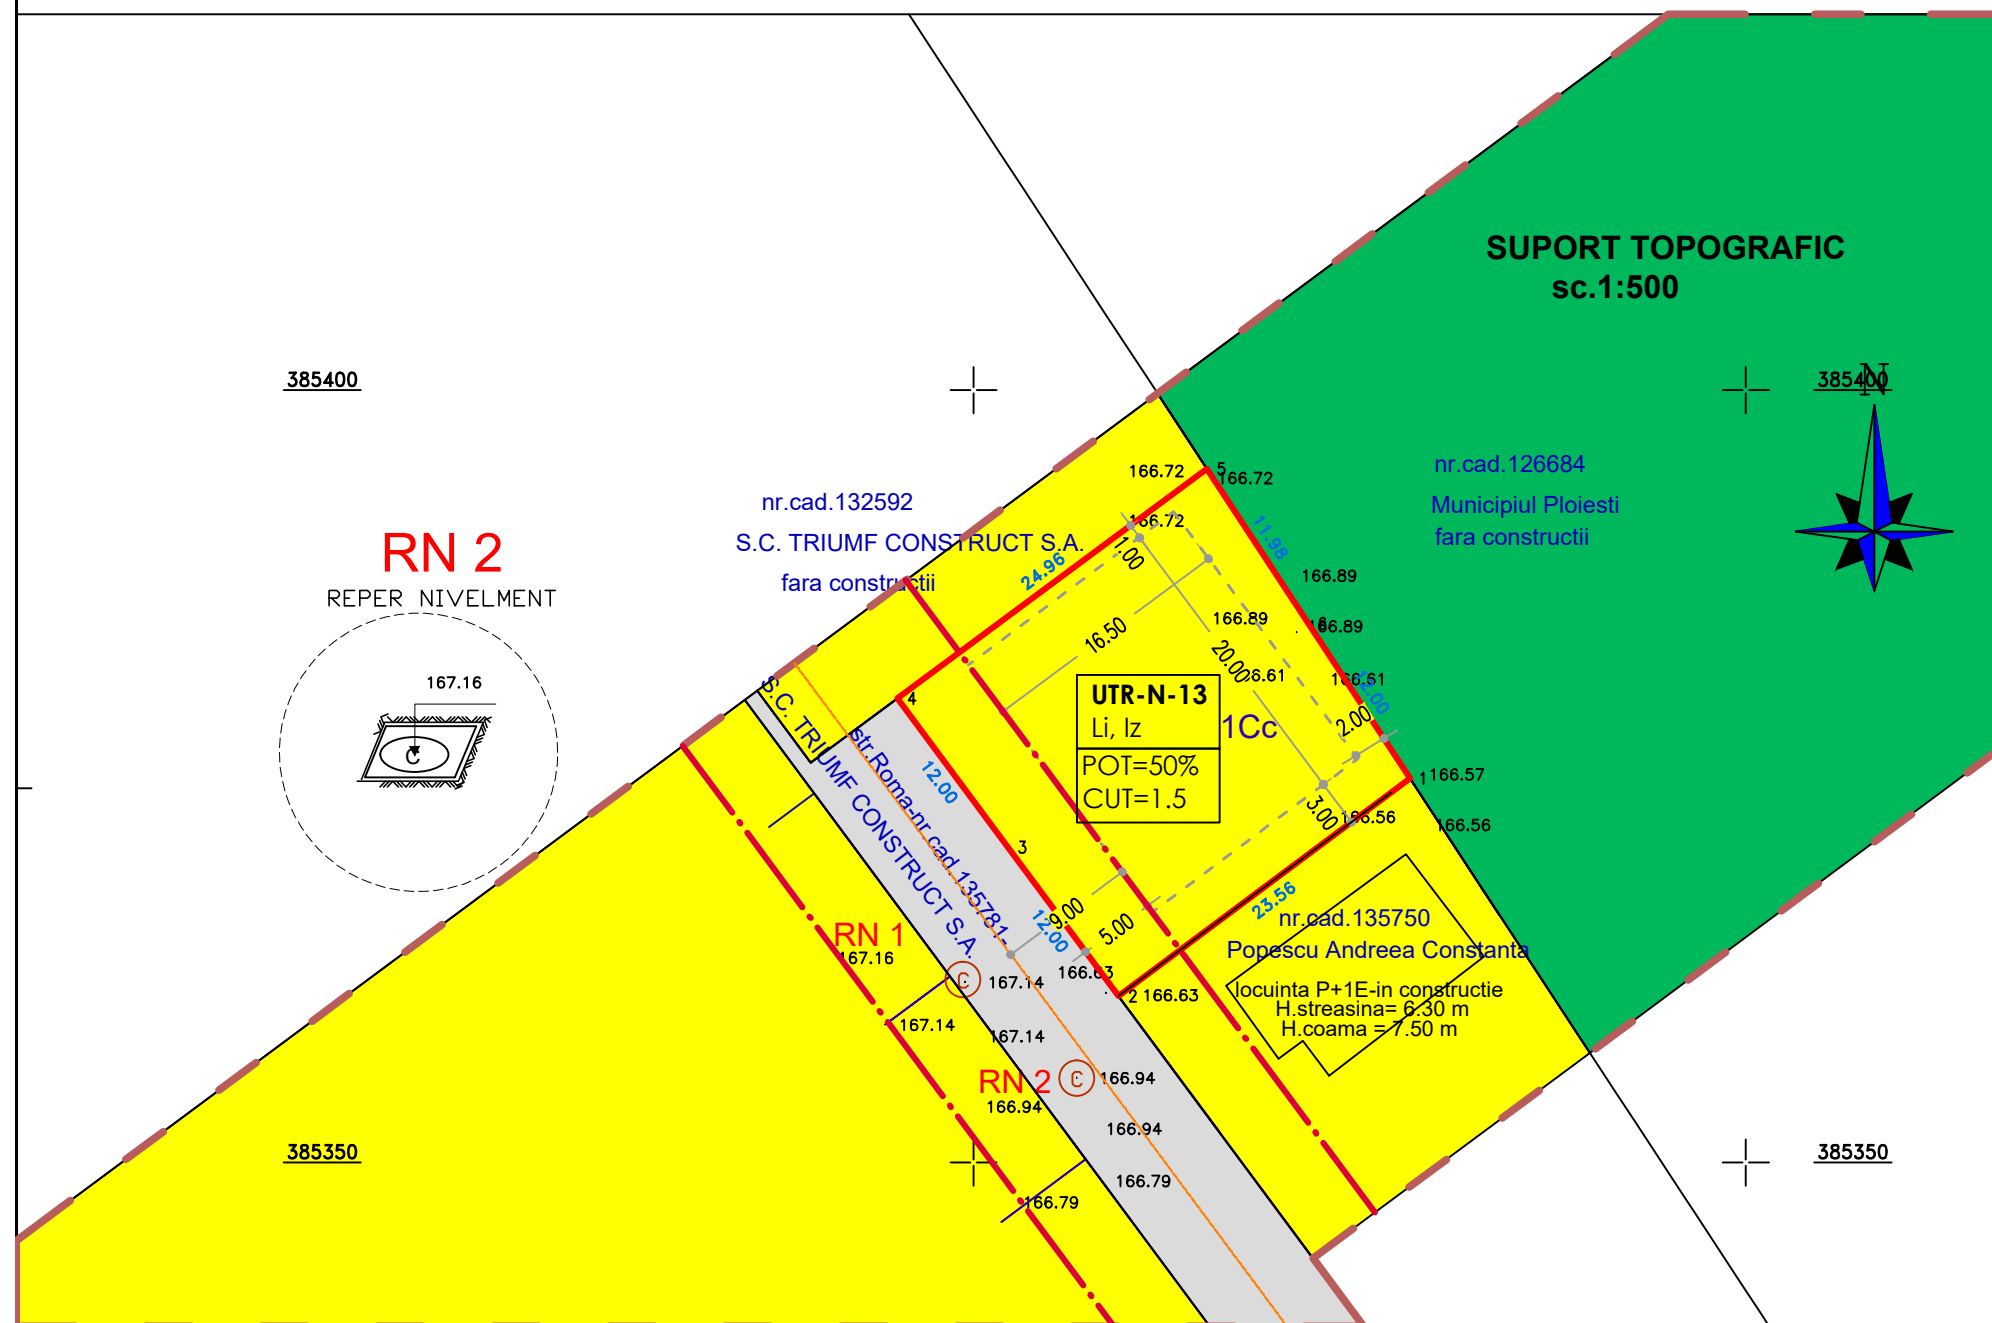 SUPORT TOPOGRAFIC
sc.1:500
385400
385400
N
nr.cad.126684
Municipiul Ploiesti
fara constructii
nr.cad.132592
S.C. TRIUMF CONSTRUCT S.A.
fara constructii
RN 2
REPER NIVELMENT
167.16
C
166.72
5
166.72
166.72
11.98
24.96
1.00
16.50
20.00
166.89
166.89
6
166.89
166.61
12.00
2.00
UTR-N-13
Li, Iz
POT=50%
CUT=1.5
1Cc
4
S.C. TRIUMF CONSTRUCT S.A.
str.Roma-nr.cad.135781-
12.00
3
1
166.57
3.00
166.56
166.56
23.56
9.00
12.00
5.00
nr.cad.135750
Popescu Andreea Constanta
locuinta P+1E-in constructie
H.streasina= 6.30 m
H.coama = 7.50 m
RN 1
167.16
C
167.14
166.63
2
166.63
167.14
167.14
RN 2
C
166.94
166.94
166.94
385350
385350
166.79
166.79